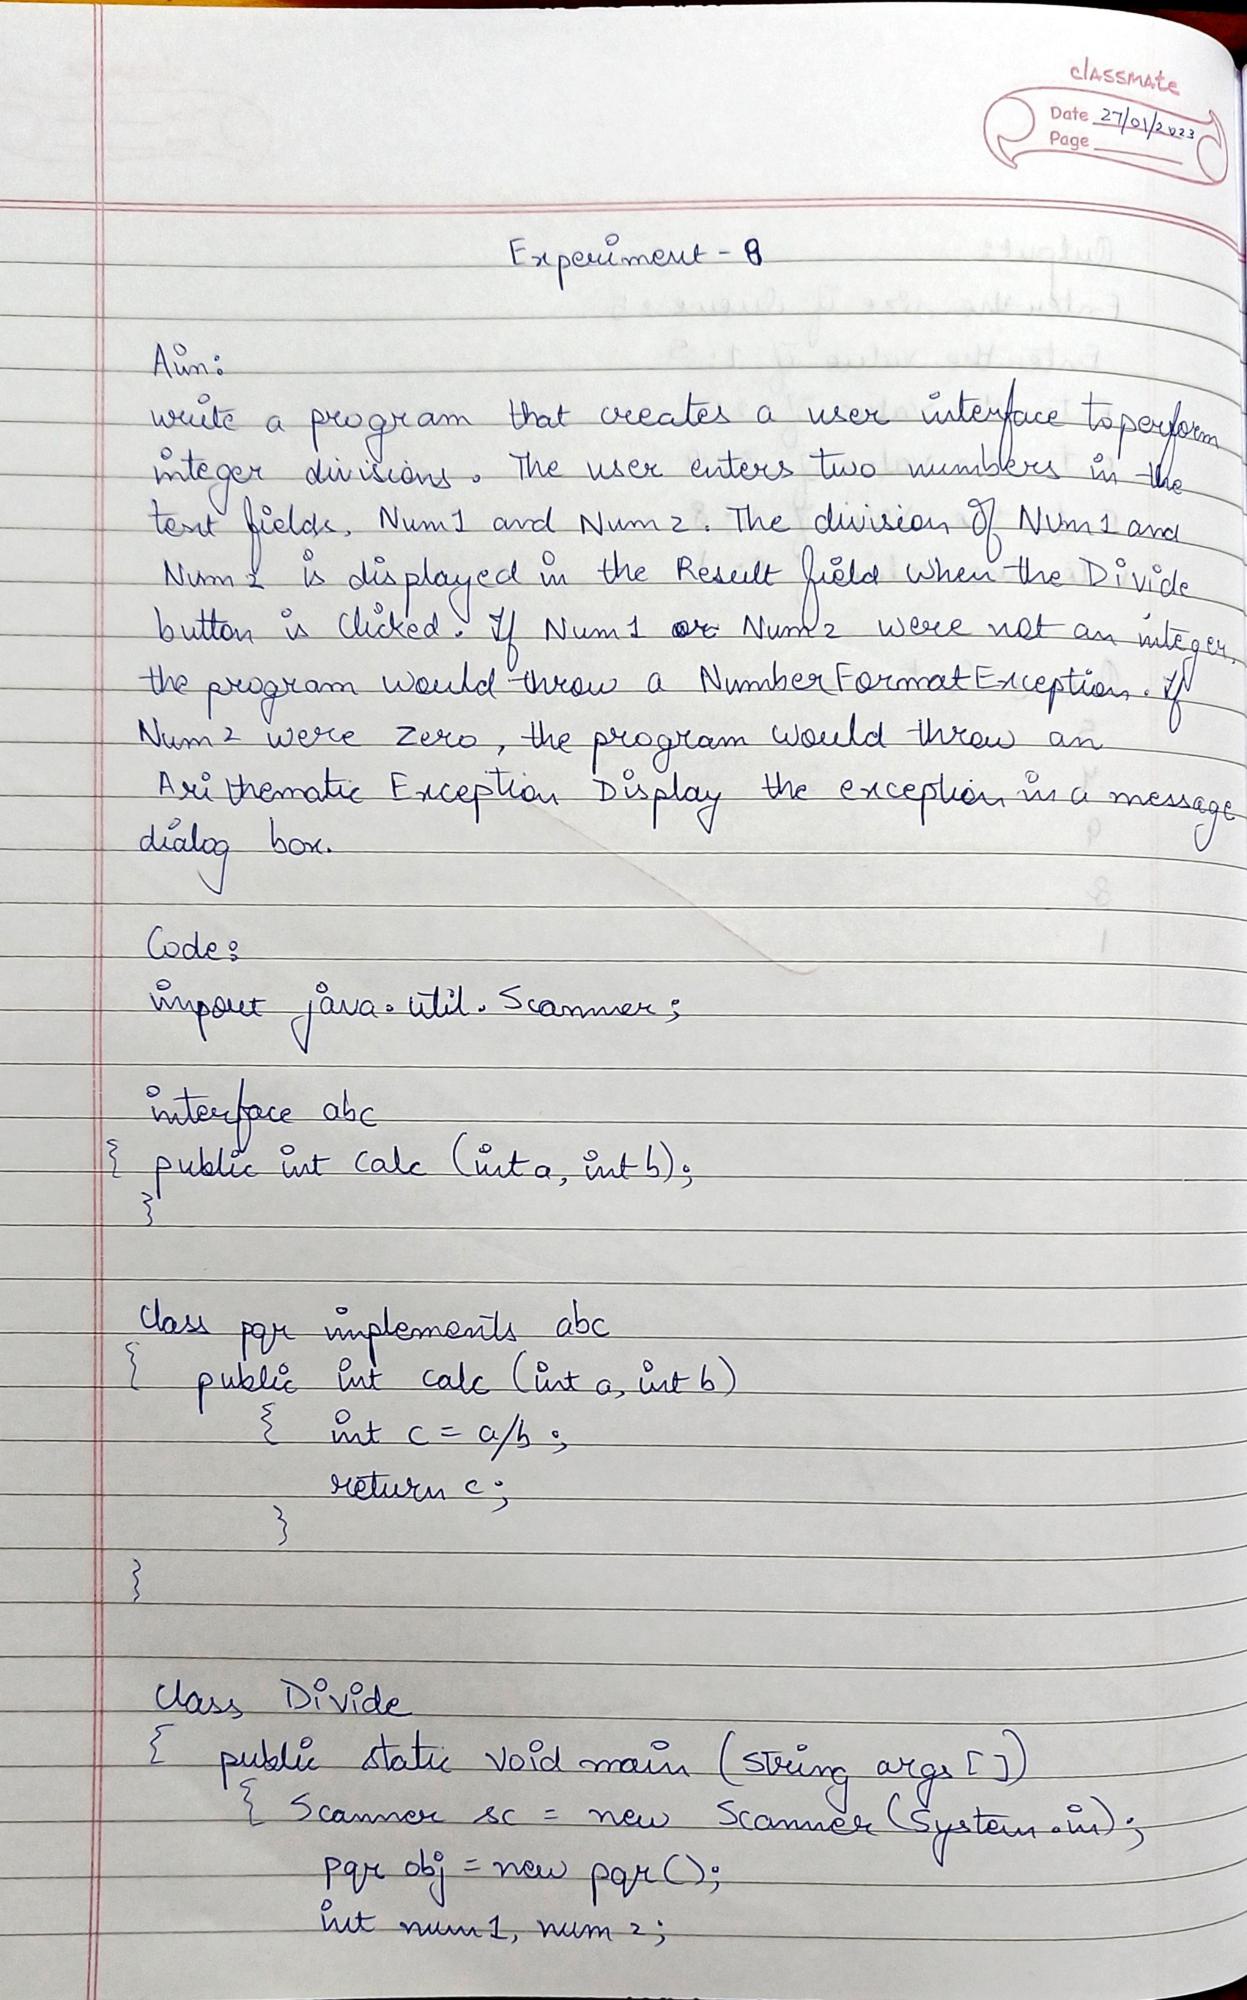 classmate
Date 27/01/2023
Page
Experiment - 8
Aim:
write a program that creates a user interface to perform
integer divisions. The user enters two numbers in the
text fields, Num1 and Num2. The division of Num1 and
Num2 is displayed in the Result field when the Divide
button is clicked. If Num1 or Num2 were not an integer,
the program would throw a NumberFormatException. If
Num2 were zero, the program would throw an
Arithematic Exception Display the exception in a message
dialog box.
Code:
import java.util.Scanner;
interface abc
{ public int calc (int a, int b);
}
class pqr implements abc
{ public int calc (int a, int b)
{ int c = a/b;
return c;
}
}
class Divide
{ public static void main (string args [])
{ Scanner sc = new Scanner(System.in);
pqr obj = new pqr();
int num1, num2;